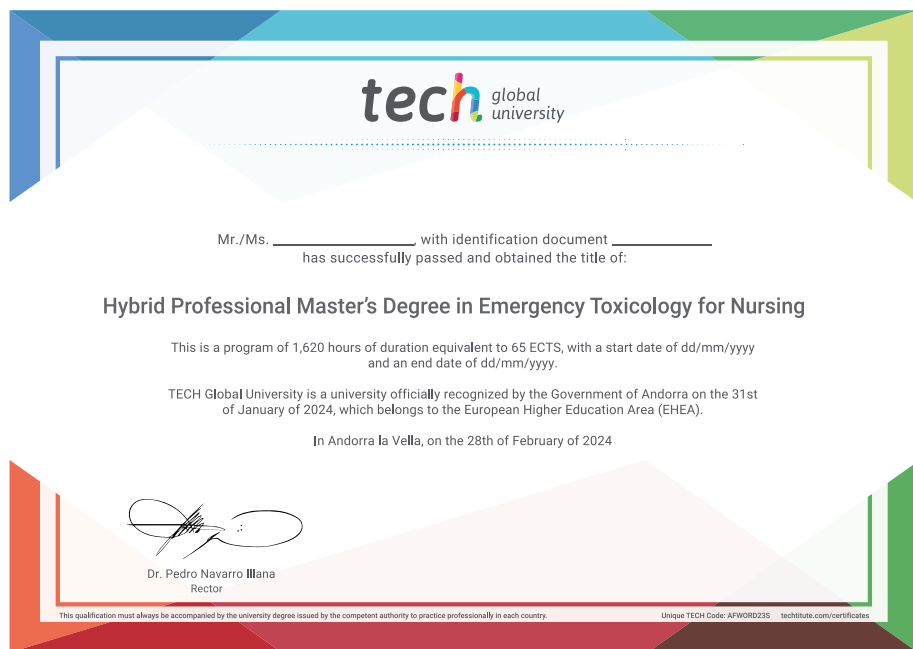 tech global
university
Mr./Ms. ____________, with identification document ____________
has successfully passed and obtained the title of:
Hybrid Professional Master's Degree in Emergency Toxicology for Nursing
This is a program of 1,620 hours of duration equivalent to 65 ECTS, with a start date of dd/mm/yyyy
and an end date of dd/mm/yyyy.
TECH Global University is a university officially recognized by the Government of Andorra on the 31st
of January of 2024, which belongs to the European Higher Education Area (EHEA).
In Andorra la Vella, on the 28th of February of 2024
Dr. Pedro Navarro Illana
Rector
This qualification must always be accompanied by the university degree issued by the competent authority to practice professionally in each country.
Unique TECH Code: AFWORD23S techtitute.com/certificates